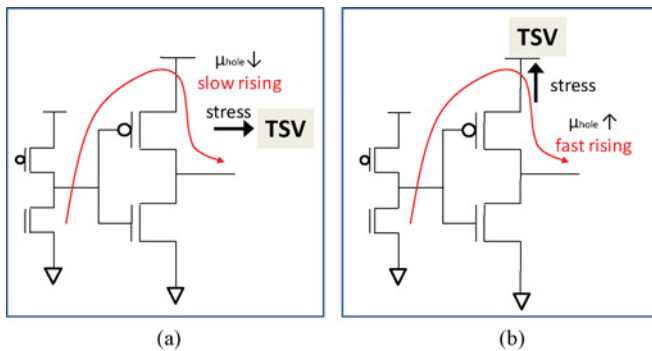 μhole ↓
slow rising
stress
TSV
(a)
TSV
stress
μhole ↑
fast rising
(b)